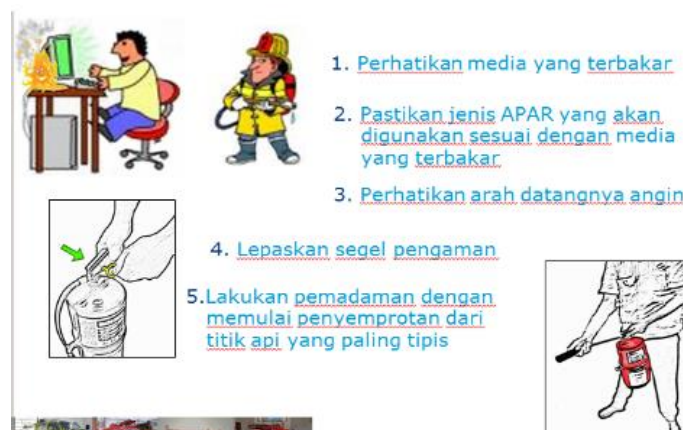 1. Perhatikan media yang terbakar
2. Pastikan jenis APAR yang akan
digunakan sesuai dengan media
yang terbakar
3. Perhatikan arah datangnya angin
4. Lepaskan segel pengaman
5.Lakukan pemadaman dengan
memulai penyemprotan dari
titik api yang paling tipis